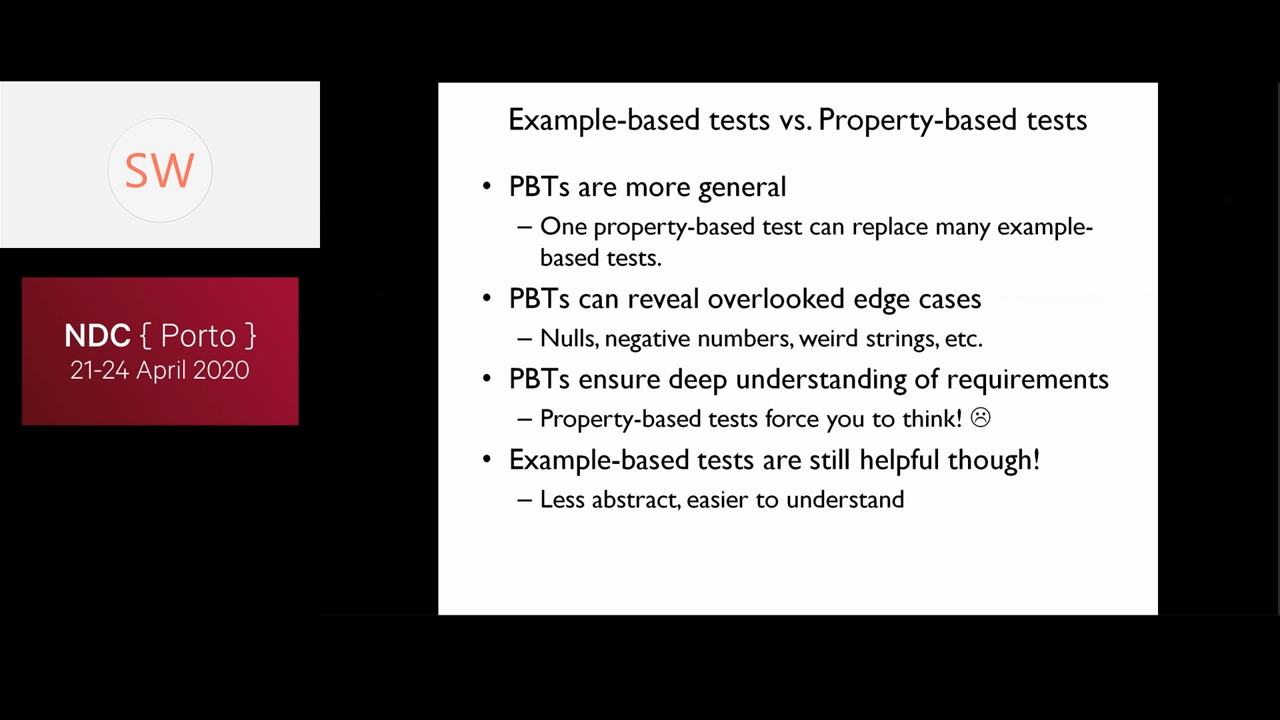 SW
NDC { Porto }
21-24 April 2020
Example-based tests vs. Property-based tests
• PBTs are more general
– One property-based test can replace many example-
based tests.
• PBTs can reveal overlooked edge cases
– Nulls, negative numbers, weird strings, etc.
• PBTs ensure deep understanding of requirements
– Property-based tests force you to think! ☹
• Example-based tests are still helpful though!
– Less abstract, easier to understand